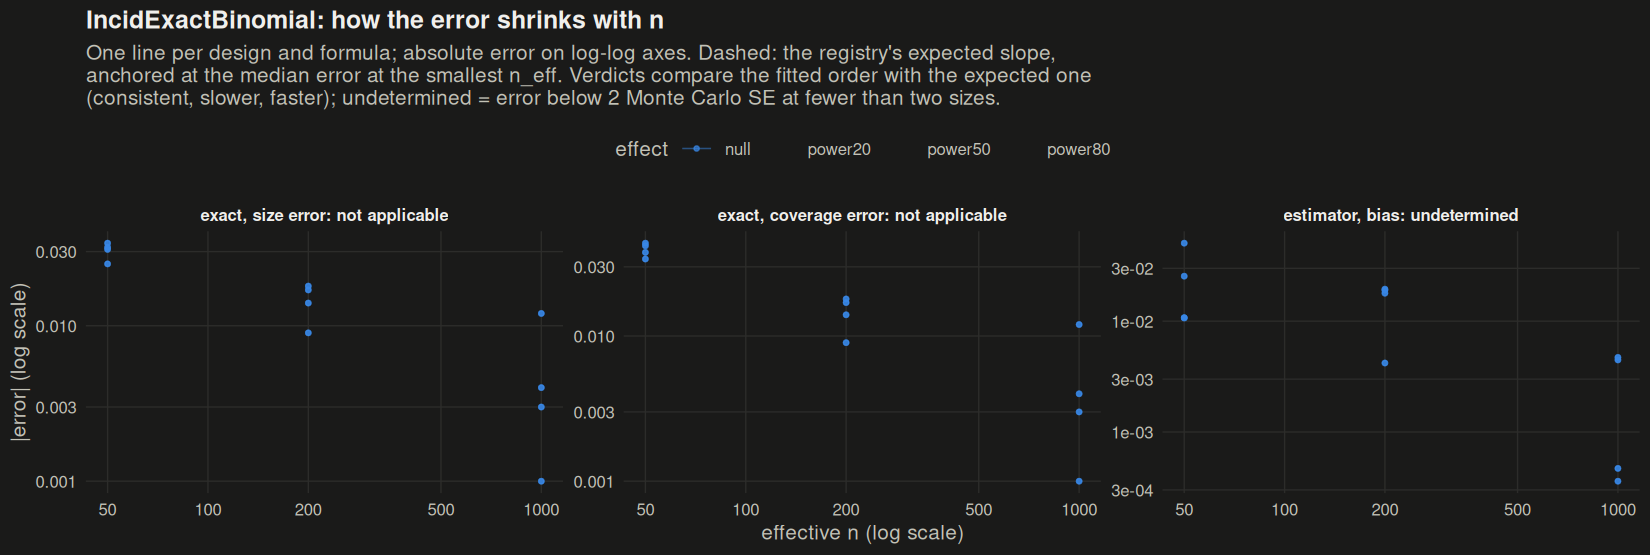 IncidExactBinomial: how the error shrinks with n
One line per design and formula; absolute error on log-log axes. Dashed: the registry's expected slope,
anchored at the median error at the smallest n_eff. Verdicts compare the fitted order with the expected one
(consistent, slower, faster); undetermined = error below 2 Monte Carlo SE at fewer than two sizes.
effect null power20 power50 power80
exact, size error: not applicable
exact, coverage error: not applicable
estimator, bias: undetermined
|error| (log scale)
0.030
0.010
0.003
0.001
50 100 200 500 1000
0.030
0.010
0.003
0.001
50 100 200 500 1000
3e-02
1e-02
3e-03
1e-03
3e-04
50 100 200 500 1000
effective n (log scale)